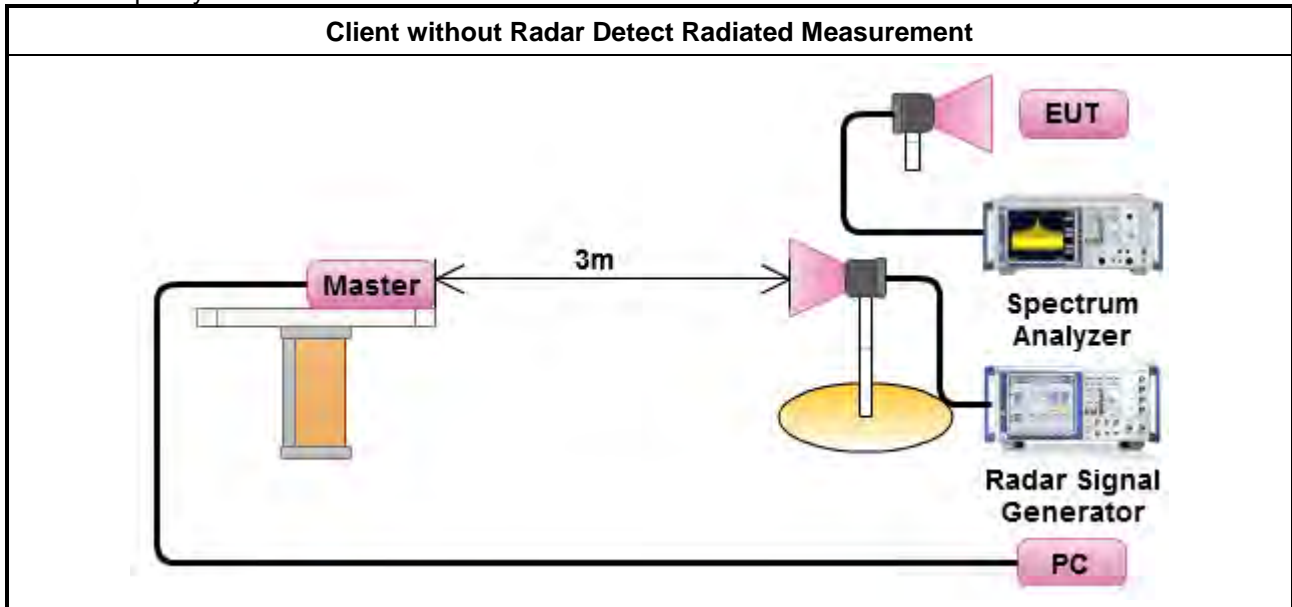 Client without Radar Detect Radiated Measurement
EUT
3m
Master
Spectrum
Analyzer
Radar Signal
Generator
PC